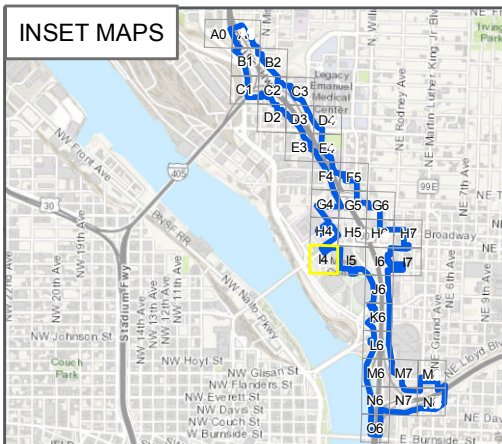 INSET MAPS
A0
B1
B2
C1
C2
C3
D2
D3
D4
E3
E4
F4
F5
G4
G5
G6
H4
H5
H7
I4
I5
I6
I7
J6
K6
L6
M6
M7
N6
N7
O6
Legacy
Emanuel
Medical
Center
Irving
Park
NE Rodney Ave
NE Martin Luther King Jr Blvd
NE 7th Ave
99E
Broadway
NW Front Ave
405
30
BNSF RR
NW Naito Pkwy
NW 20th Ave
NW 19th Ave
Stadium Fwy
NW 14th Ave
NW 13th Ave
NW 12th Ave
NW 11th Ave
NW Johnson St
Couch
Park
NW Hoyt St
NW Glisan St
NW Flanders St
NW Everett St
NW Davis St
NW Couch St
W Burnside St
NE Grand Ave
NE 6th Ave
NE 9th Ave
NE Lloyd Blvd
E Burnside St